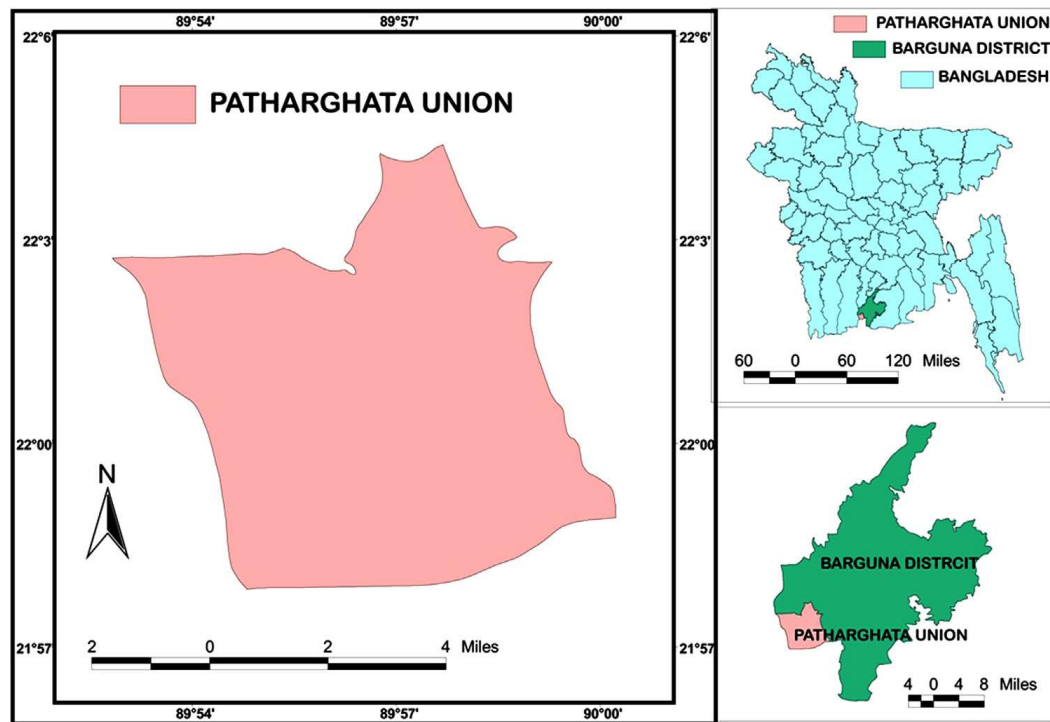 89°54' 89°57' 90°00'
22°6' 22°6'
PATHARGHATA UNION
22°3' 22°3'
22°00' 22°00
N
2 0 2 4 Miles
21°57' 21°57'
89°54' 89°57' 90°00'
PATHARGHATA UNION
BARGUNA DISTRICT
BANGLADESH
60 0 60 120 Miles
BARGUNA DISTRCIT
PATHARGHATA UNION
4 0 4 8 Miles